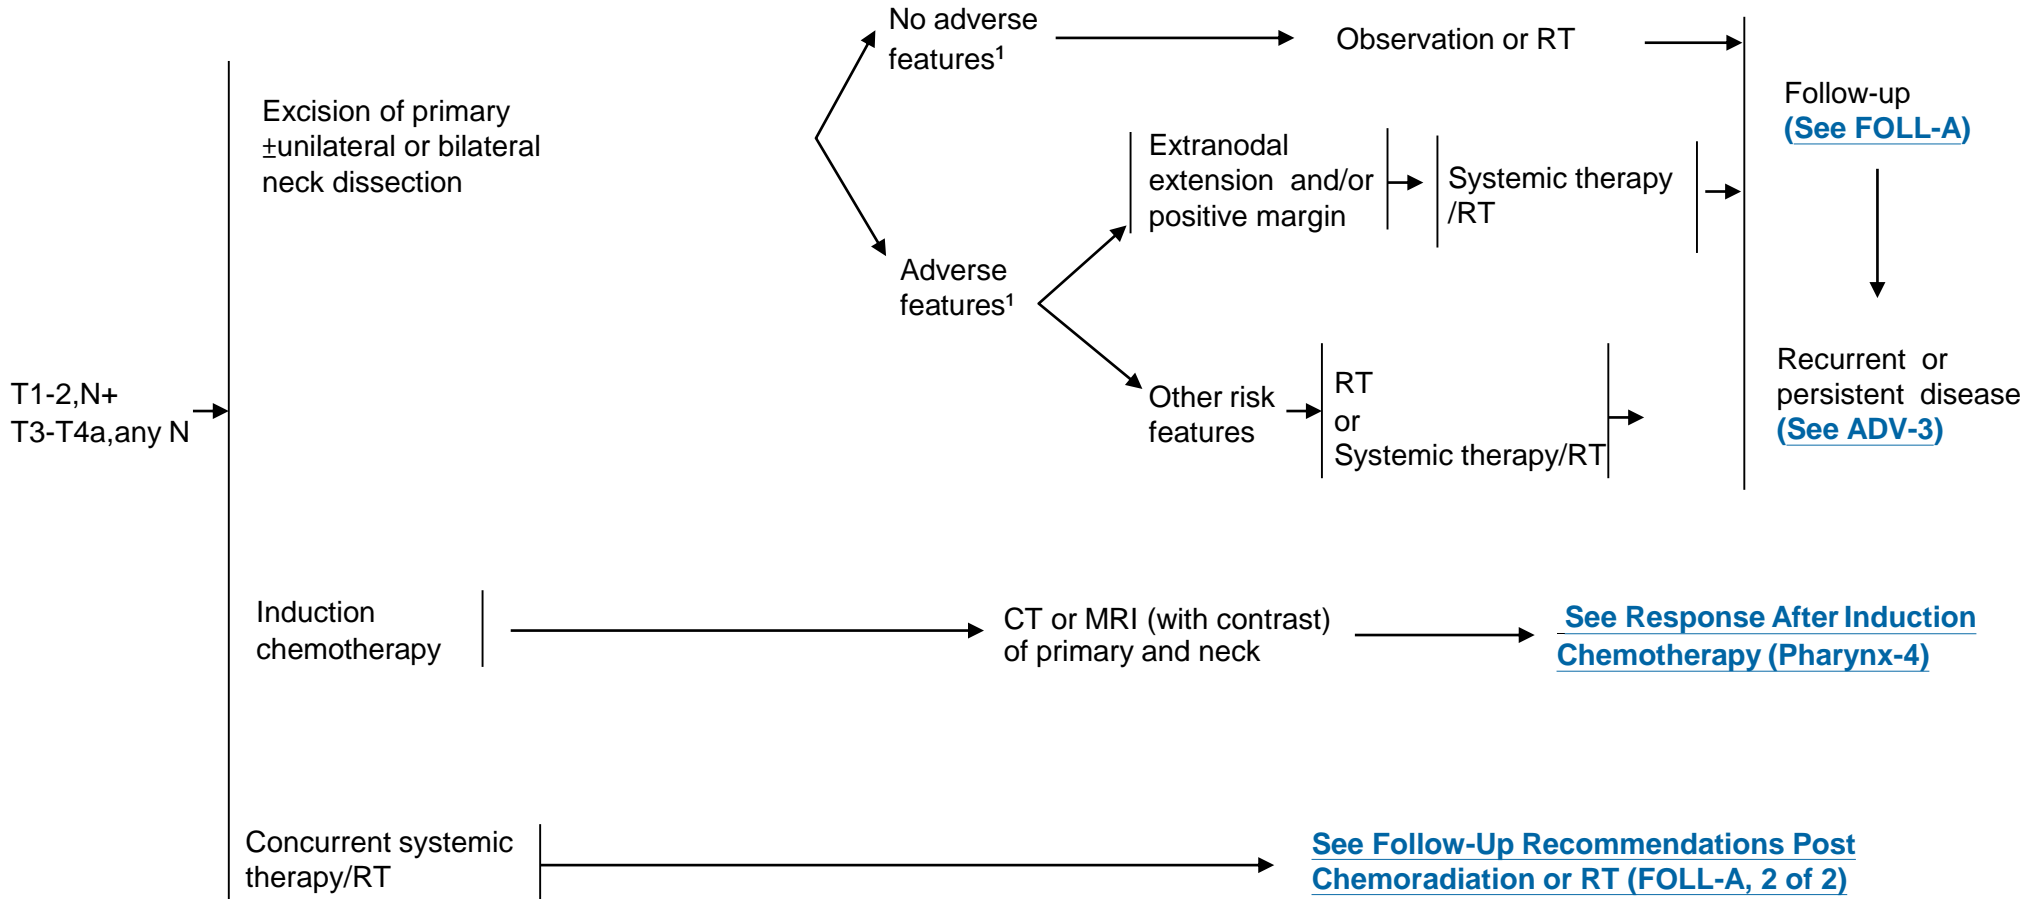 No adverse
features¹
Observation or RT
Excision of primary
±unilateral or bilateral
neck dissection
Follow-up
(See FOLL-A)
Extranodal
extension and/or
positive margin
Systemic therapy
/RT
Adverse
features¹
T1-2,N+
T3-T4a,any N
Other risk
features
RT
or
Systemic therapy/RT
Recurrent or
persistent disease
(See ADV-3)
Induction
chemotherapy
CT or MRI (with contrast)
of primary and neck
See Response After Induction
Chemotherapy (Pharynx-4)
Concurrent systemic
therapy/RT
See Follow-Up Recommendations Post
Chemoradiation or RT (FOLL-A, 2 of 2)